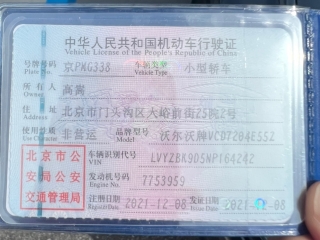 中华人民共和国机动车行驶证
Vehicle License of the People's Republic of China
号牌号码 京PKG338 车辆类型 小型轿车
Plate No. Vehicle Type
所有人 高
Owner
住址 北京市门头沟区大峪前街25院2号
Address
使用性质 非营运 品牌型号 沃尔沃牌VCD7204E5S2
Use Character Model
北京市公安局公安交通管理局
车辆识别代号 LVYZBK905NP164242
VIN
发动机号码 7753959
Engine No.
注册日期 2021-12-08 发证日期 2021-12-08
Register Date Issue Date